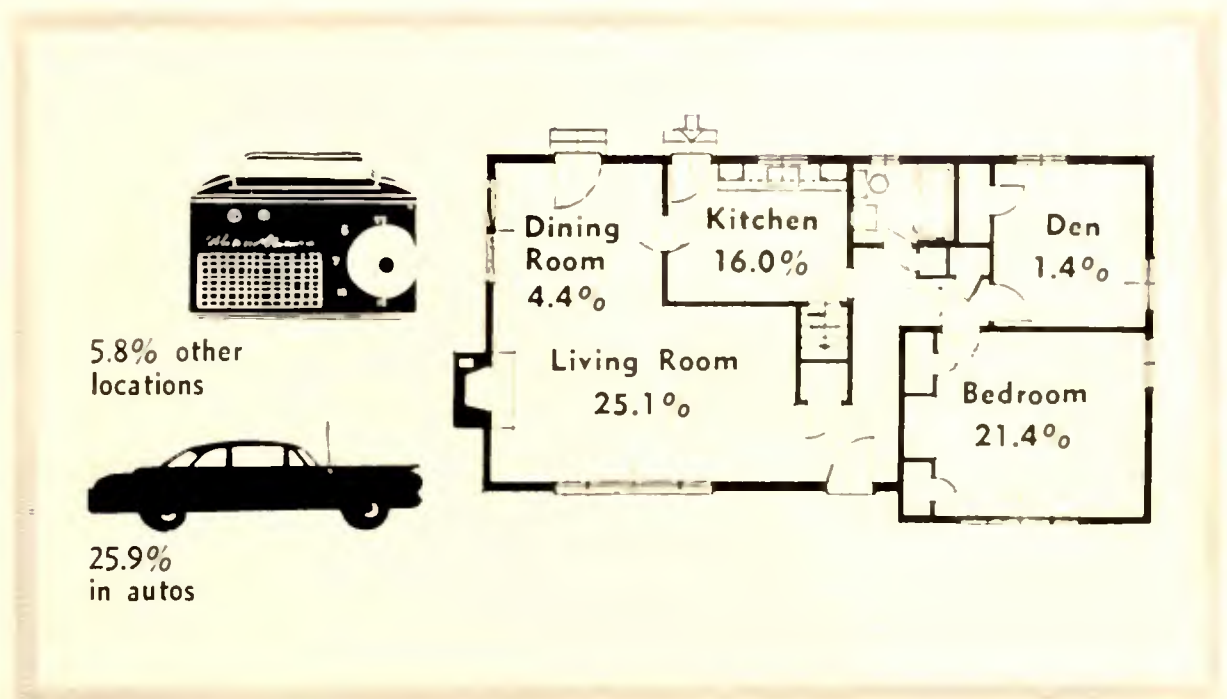 5.8% other
locations
25.9%
in autos
Dining
Room
4.4%
Kitchen
16.0%
Den
1.4%
Living Room
25.1%
Bedroom
21.4%